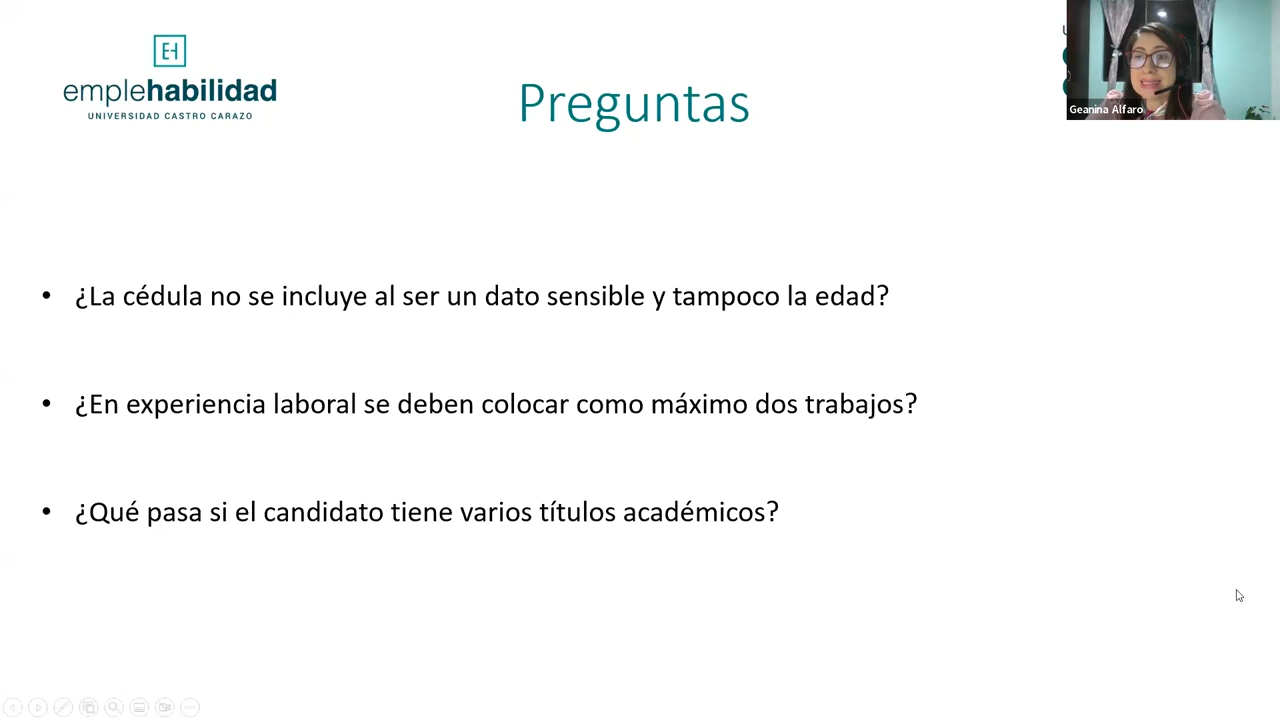 EH
emplehabilidad
UNIVERSIDAD CASTRO CARAZO
Preguntas
Geanina Alfaro
• ¿La cédula no se incluye al ser un dato sensible y tampoco la edad?
• ¿En experiencia laboral se deben colocar como máximo dos trabajos?
• ¿Qué pasa si el candidato tiene varios títulos académicos?